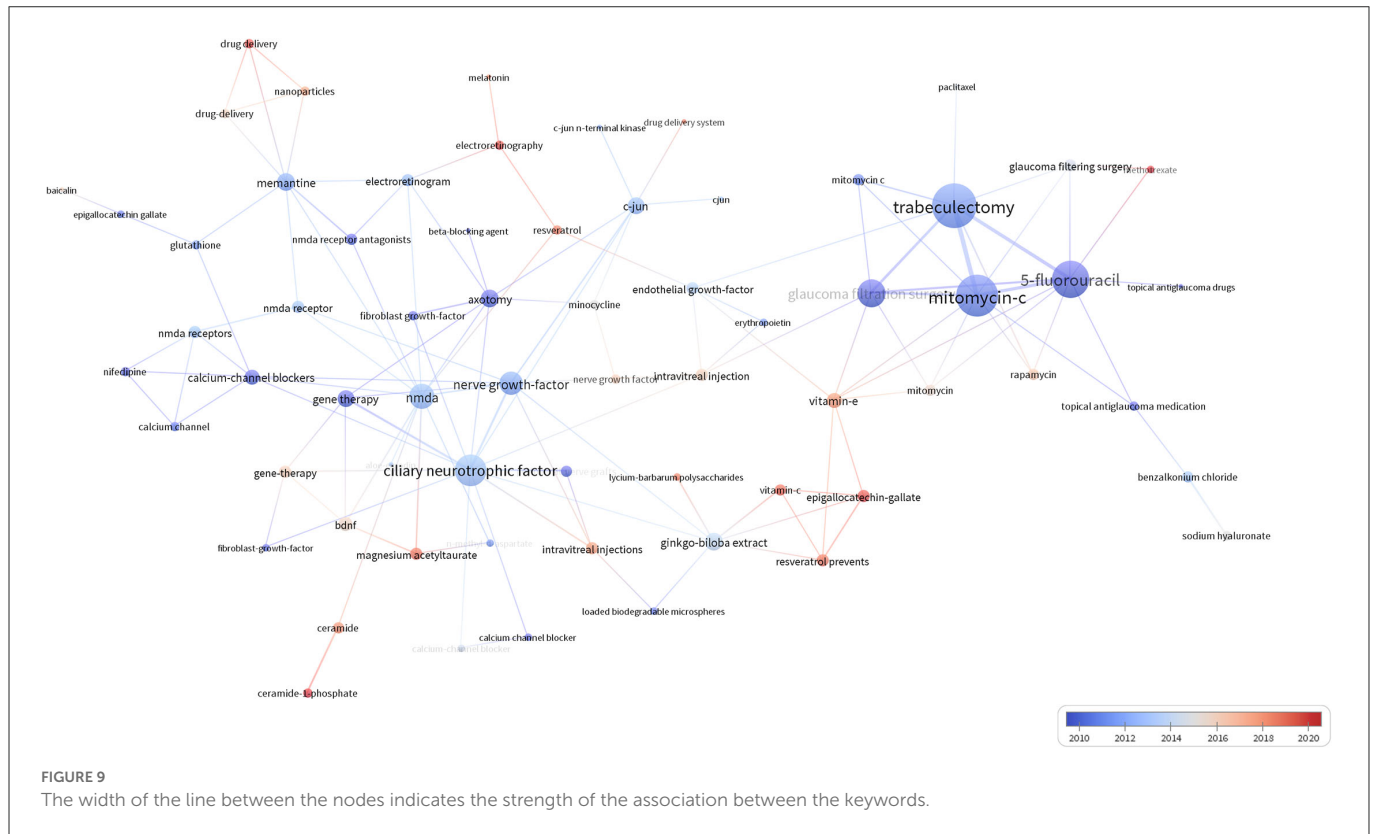 drug delivery
melatonin
nanoparticles
paclitaxel
drug-delivery
c-jun n-terminal kinase
drug delivery system
electroretinography
glaucoma filtering surgery
methotrexate
memantine
electroretinogram
mitomycin c
baicalin
epigallocatechin gallate
c-jun
cjun
trabeculectomy
beta-blocking agent
resveratrol
glutathione
nmda receptor antagonists
5-fluorouracil
endothelial growth-factor
glaucoma filtration surgery
mitomycin-c
topical antiglaucoma drugs
nmda receptor
fibroblast growth-factor
axotomy
minocycline
erythropoietin
nmda receptors
nifedipine
calcium-channel blockers
nerve growth-factor
nerve growth factor
intravitreal injection
rapamycin
gene therapy
nmda
vitamin-e
mitomycin
topical antiglaucoma medication
calcium channel
gene-therapy
ciliary neurotrophic factor
lycium-barbarum polysaccharides
benzalkonium chloride
vitamin-c
epigallocatechin-gallate
bdnf
fibroblast-growth-factor
magnesium acetyltaurate
intravitreal injections
ginkgo-biloba extract
resveratrol prevents
sodium hyaluronate
loaded biodegradable microspheres
ceramide
calcium channel blocker
calcium-channel blocker
ceramide-1-phosphate
2010 2012 2014 2016 2018 2020
FIGURE 9
The width of the line between the nodes indicates the strength of the association between the keywords.